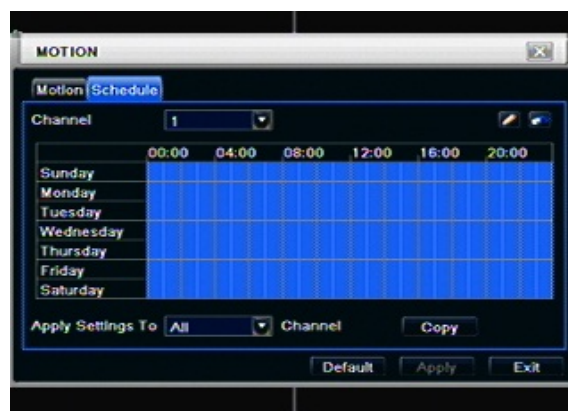 MOTION
Motion Schedule
Channel 1
00:00 04:00 08:00 12:00 16:00 20:00
Sunday
Monday
Tuesday
Wednesday
Thursday
Friday
Saturday
Apply Settings To All Channel Copy
Default Apply Exit